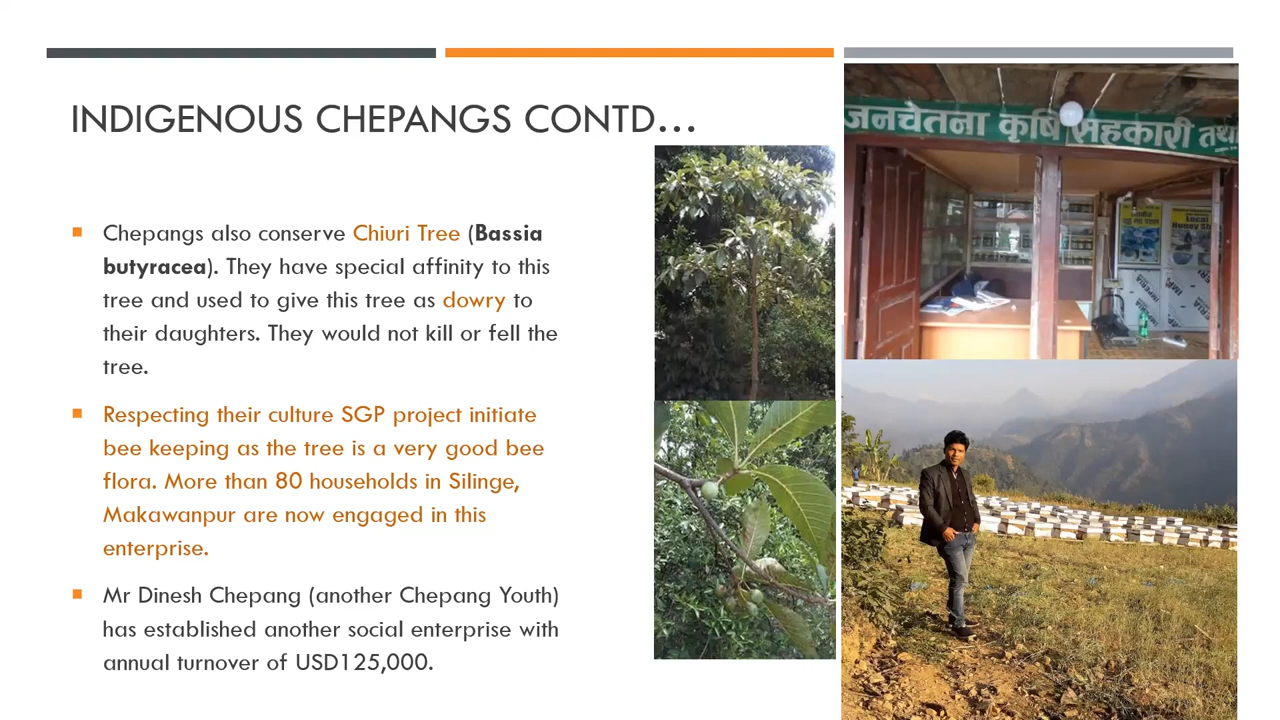 INDIGENOUS CHEPANGS CONTD...
Chepangs also conserve Chiuri Tree (Bassia
butyracea). They have special affinity to this
tree and used to give this tree as dowry to
their daughters. They would not kill or fell the
tree.
Respecting their culture SGP project initiate
bee keeping as the tree is a very good bee
flora. More than 80 households in Silinge,
Makawanpur are now engaged in this
enterprise.
Mr Dinesh Chepang (another Chepang Youth)
has established another social enterprise with
annual turnover of USD125,000.
जनचेतना कृषि सहकारी तथा
Local
Honey
IMPERIA